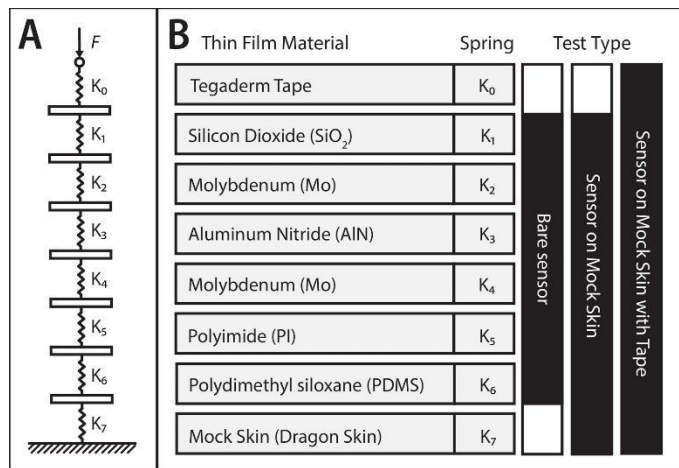 A
F
K₀
K₁
K₂
K₃
K₄
K₅
K₆
K₇
B
Thin Film Material Spring Test Type
Tegaderm Tape K₀
Silicon Dioxide (SiO₂) K₁
Molybdenum (Mo) K₂
Aluminum Nitride (AlN) K₃
Molybdenum (Mo) K₄
Polyimide (PI) K₅
Polydimethyl siloxane (PDMS) K₆
Mock Skin (Dragon Skin) K₇
Bare sensor
Sensor on Mock Skin
Sensor on Mock Skin with Tape